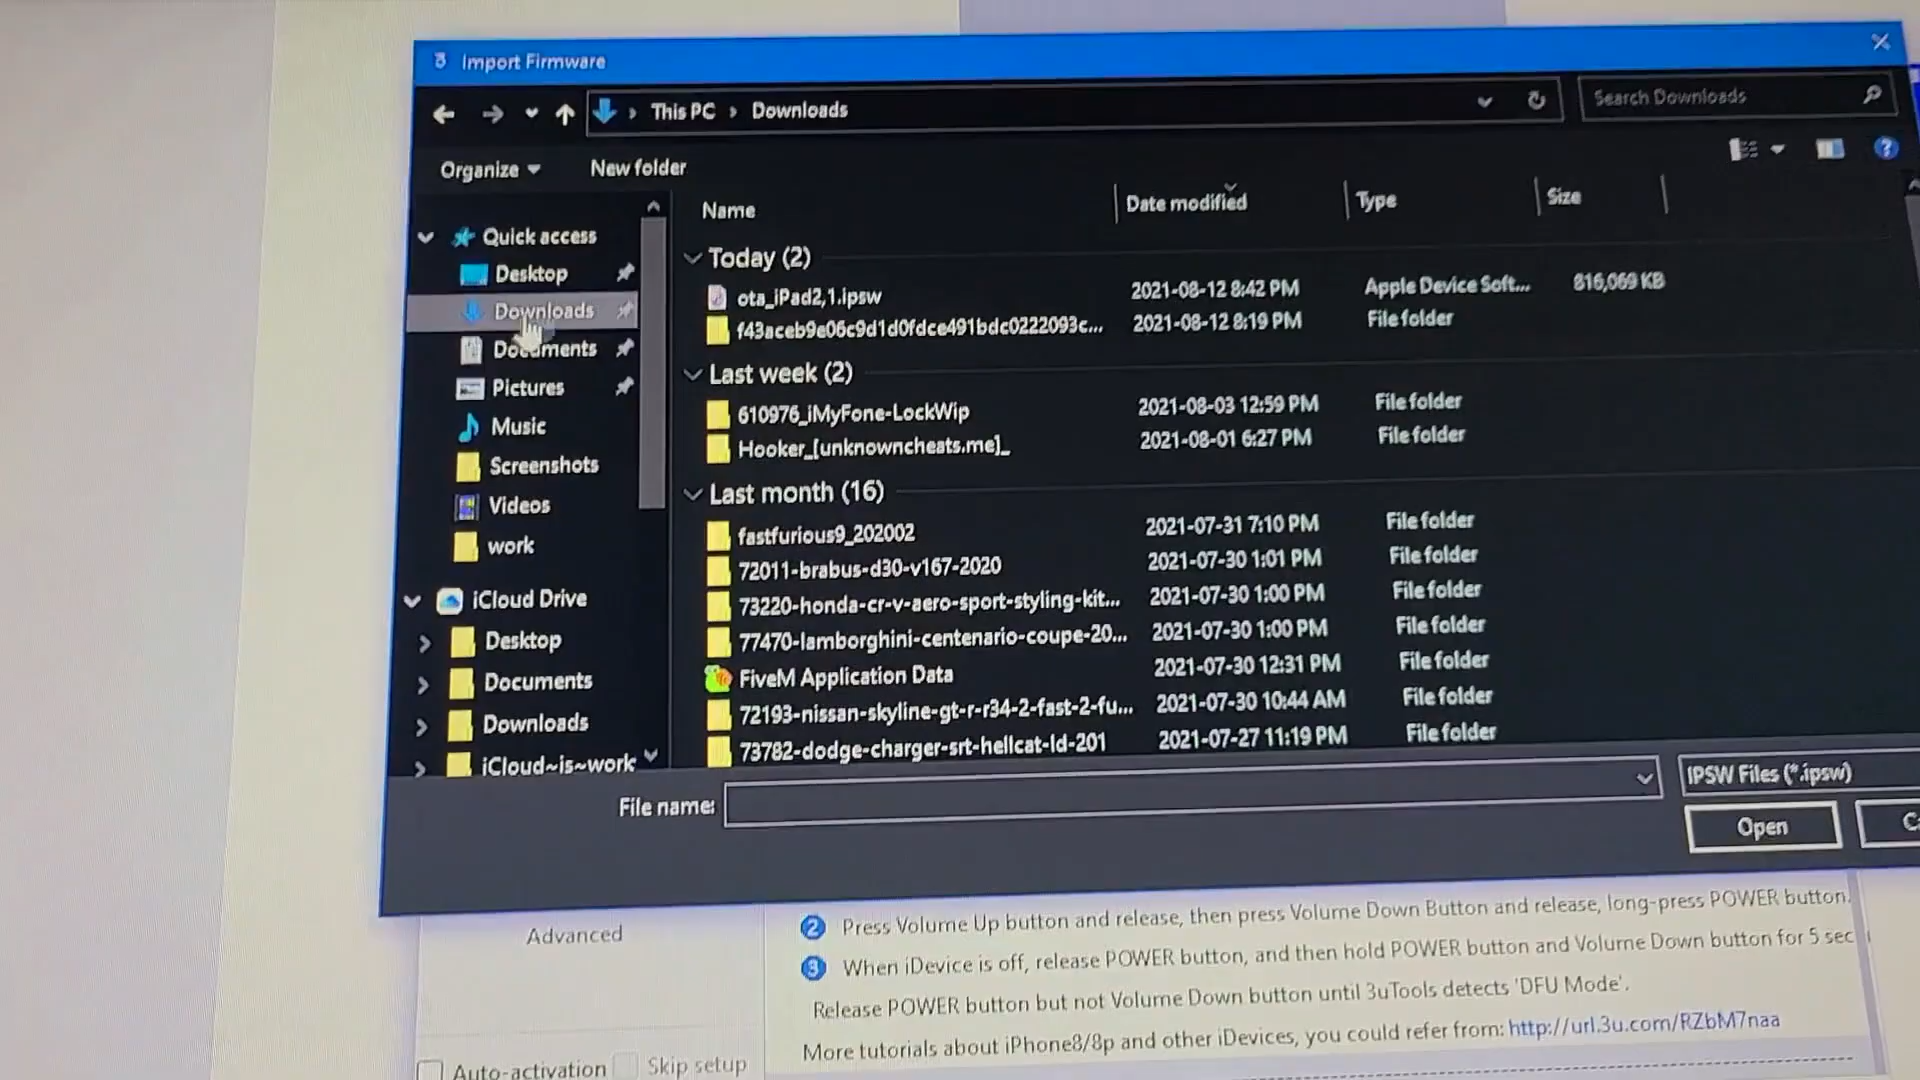 Import Firmware
This PC > Downloads
Search Downloads
Organize
New folder
Name
Date modified
Type
Size
Quick access
Desktop
Downloads
Documents
Pictures
Music
Screenshots
Videos
work
iCloud Drive
Desktop
Documents
Downloads
iCloud~is~work
Today (2)
ota_iPad2,1.ipsw 2021-08-12 8:42 PM Apple Device Soft... 816,069 KB
f43aceb9e06c9d1d0fdce491bdc0222093c... 2021-08-12 8:19 PM File folder
Last week (2)
610976_iMyFone-LockWip 2021-08-03 12:59 PM File folder
Hooker_[unknowncheats.me]_ 2021-08-01 6:27 PM File folder
Last month (16)
fastfurious9_202002 2021-07-31 7:10 PM File folder
72011-brabus-d30-v167-2020 2021-07-30 1:01 PM File folder
73220-honda-cr-v-aero-sport-styling-kit... 2021-07-30 1:00 PM File folder
77470-lamborghini-centenario-coupe-20... 2021-07-30 1:00 PM File folder
FiveM Application Data 2021-07-30 12:31 PM File folder
72193-nissan-skyline-gt-r-r34-2-fast-2-fu... 2021-07-30 10:44 AM File folder
73782-dodge-charger-srt-hellcat-ld-201 2021-07-27 11:19 PM File folder
File name:
IPSW Files (*.ipsw)
Open
Advanced
2 Press Volume Up button and release, then press Volume Down Button and release, long-press POWER button.
3 When iDevice is off, release POWER button, and then hold POWER button and Volume Down button for 5 sec
Release POWER button but not Volume Down button until 3uTools detects 'DFU Mode'.
More tutorials about iPhone8/8p and other iDevices, you could refer from: http://url.3u.com/RZbM7naa
Auto-activation
Skip setup